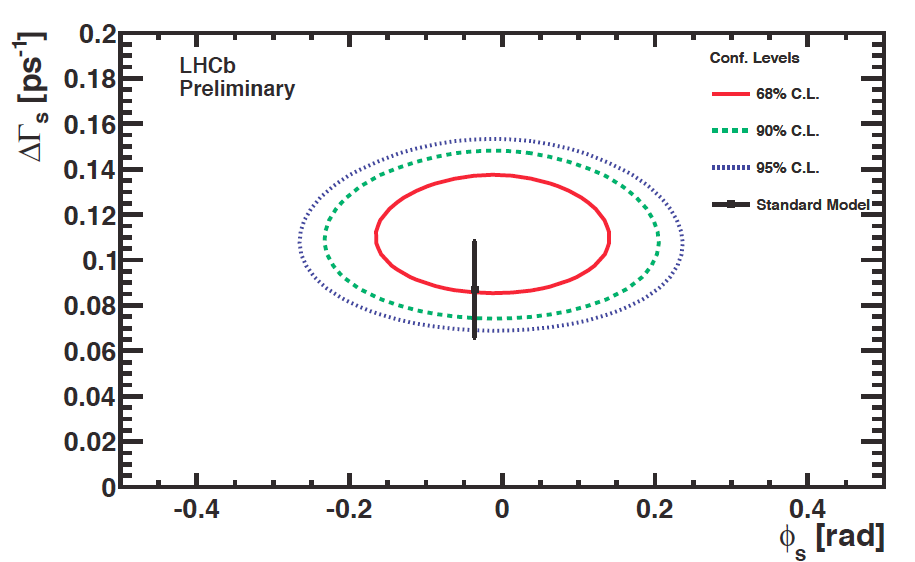 ΔΓs [ps-1]
0.2
0.18
0.16
0.14
0.12
0.1
0.08
0.06
0.04
0.02
0
LHCb
Preliminary
Conf. Levels
68% C.L.
90% C.L.
95% C.L.
Standard Model
-0.4 -0.2 0 0.2 0.4
ϕs [rad]